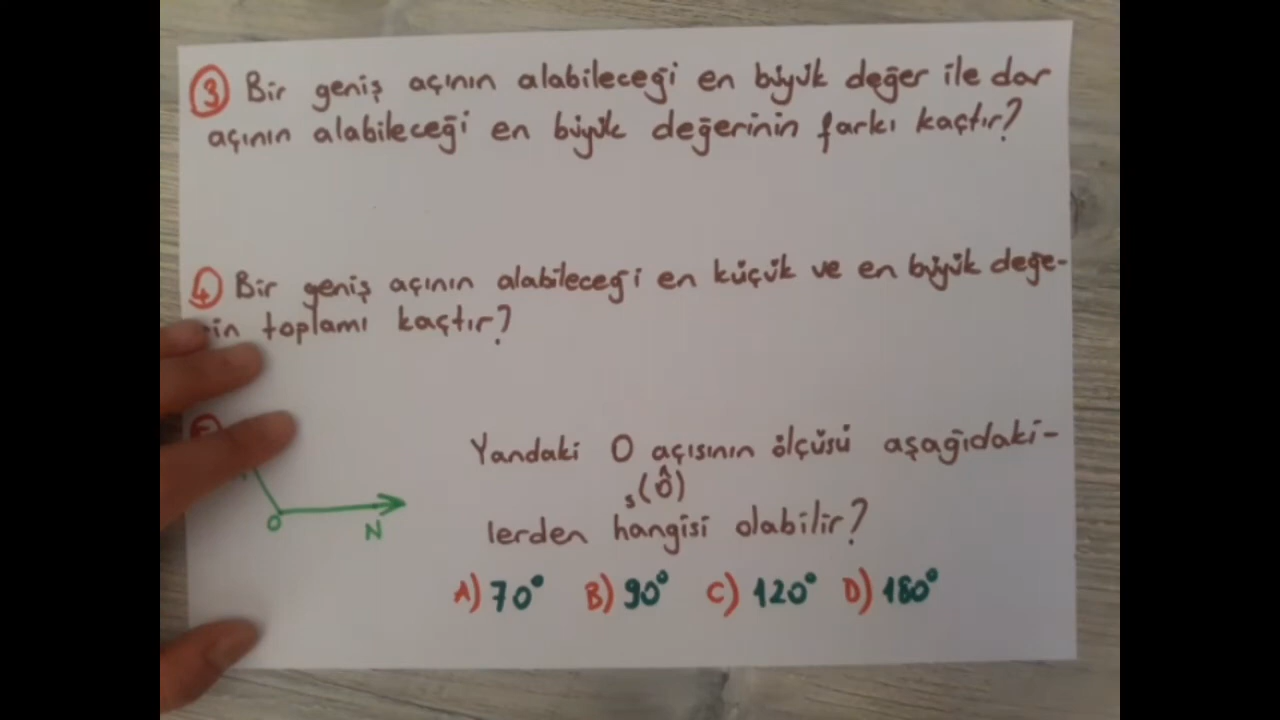 3 Bir geniş açının alabileceği en büyük değer ile dar
açının alabileceği en büyük değerinin farkı kaçtır?
4 Bir geniş açının alabileceği en küçük ve en büyük değe-
rin toplamı kaçtır?
Yandaki O açısının ölçüsü aşağıdaki-
s(Ô)
lerden hangisi olabilir?
O
N
A) 70° B) 90° C) 120° D) 180°